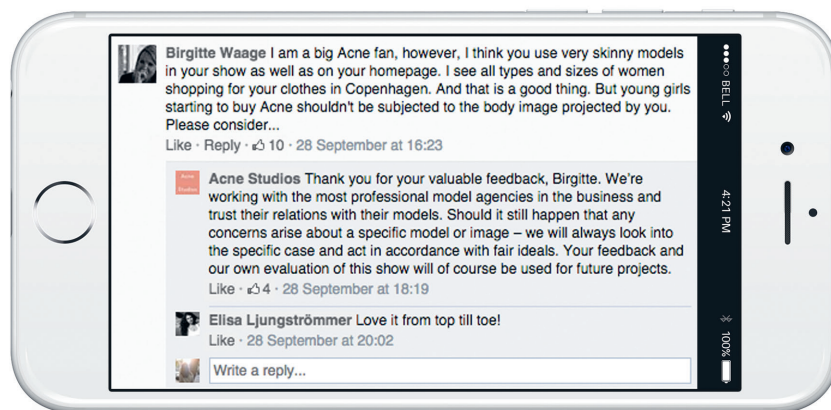 Birgitte Waage I am a big Acne fan, however, I think you use very skinny models
in your show as well as on your homepage. I see all types and sizes of women
shopping for your clothes in Copenhagen. And that is a good thing. But young girls
starting to buy Acne shouldn't be subjected to the body image projected by you.
Please consider...
Like · Reply · 10 · 28 September at 16:23
Acne
Studios
Acne Studios Thank you for your valuable feedback, Birgitte. We're
working with the most professional model agencies in the business and
trust their relations with their models. Should it still happen that any
concerns arise about a specific model or image – we will always look into
the specific case and act in accordance with fair ideals. Your feedback and
our own evaluation of this show will of course be used for future projects.
Like · 4 · 28 September at 18:19
Elisa Ljungströmmer Love it from top till toe!
Like · 28 September at 20:02
Write a reply...
BELL
4:21 PM
100%